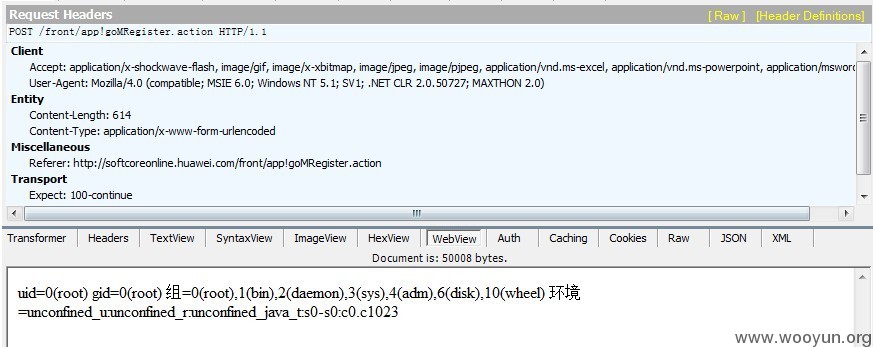 Request Headers [ Raw ] [Header Definitions]
POST /front/app!goMRegister.action HTTP/1.1
Client
Accept: application/x-shockwave-flash, image/gif, image/x-xbitmap, image/jpeg, image/pjpeg, application/vnd.ms-excel, application/vnd.ms-powerpoint, application/msword
User-Agent: Mozilla/4.0 (compatible; MSIE 6.0; Windows NT 5.1; SV1; .NET CLR 2.0.50727; MAXTHON 2.0)
Entity
Content-Length: 614
Content-Type: application/x-www-form-urlencoded
Miscellaneous
Referer: http://softcoreonline.huawei.com/front/app!goMRegister.action
Transport
Expect: 100-continue
Transformer Headers TextView SyntaxView ImageView HexView WebView Auth Caching Cookies Raw JSON XML
Document is: 50008 bytes.
uid=0(root) gid=0(root) 组=0(root),1(bin),2(daemon),3(sys),4(adm),6(disk),10(wheel) 环境
=unconfined_u:unconfined_r:unconfined_java_t:s0-s0:c0.c1023
www.wooyun.org